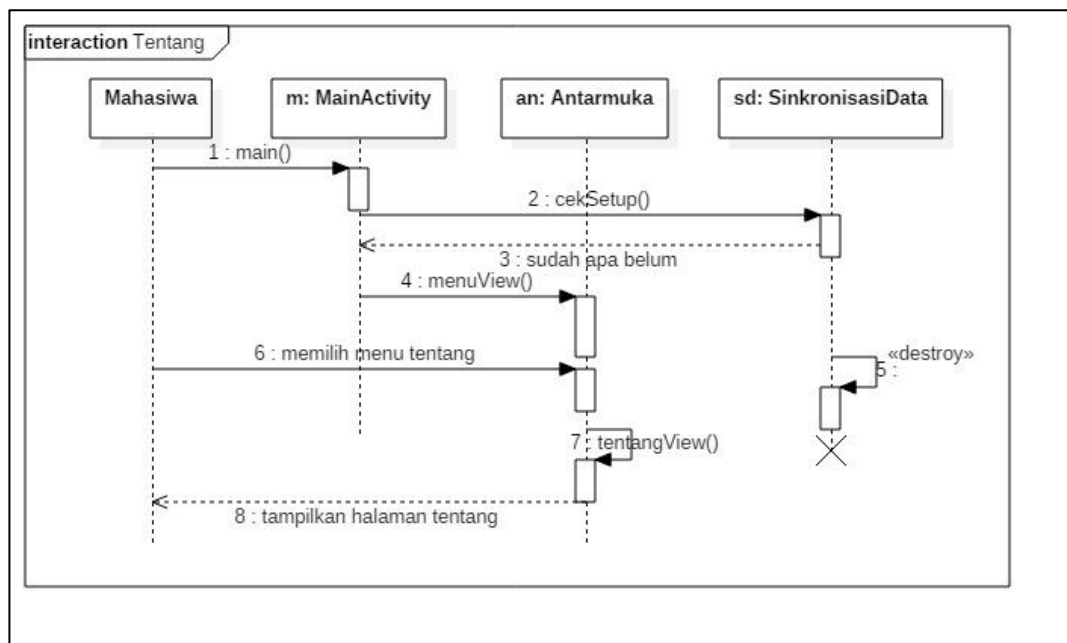 interaction Tentang
Mahasiwa
m: MainActivity
an: Antarmuka
sd: SinkronisasiData
1 : main()
2 : cekSetup()
3 : sudah apa belum
4 : menuView()
«destroy»
5 :
6 : memilih menu tentang
7 : tentangView()
8 : tampilkan halaman tentang